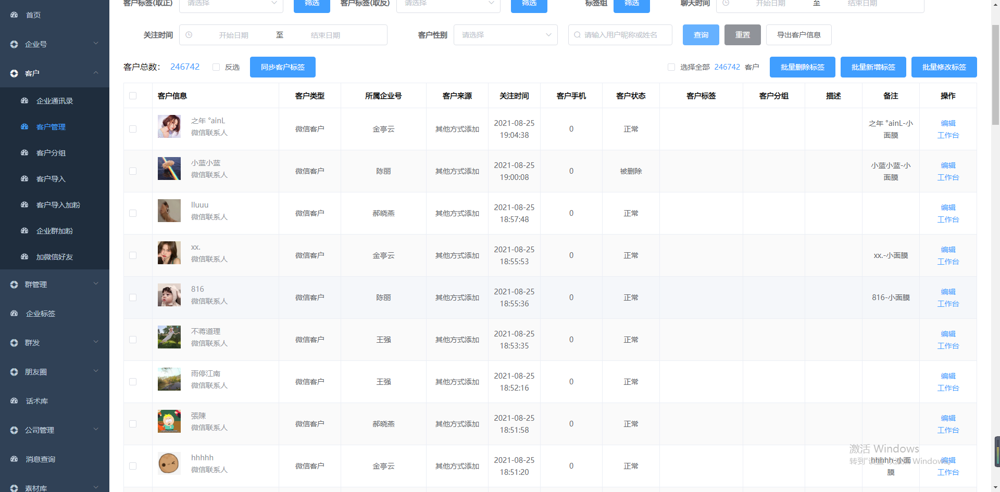 首页
企业号
客户
企业通讯录
客户管理
客户分组
客户导入
客户导入加粉
企业群加粉
加微信好友
群管理
企业标签
群发
朋友圈
话术库
公司管理
消息查询
素材库
客户标签(取正) 请选择 筛选 客户标签(取反) 请选择 筛选 标签组 筛选 聊天时间 开始日期 至 结束日期
关注时间 开始日期 至 结束日期 客户性别 请选择 请输入用户昵称或姓名 查询 重置 导出客户信息
客户总数： 246742 反选 同步客户标签 选择全部 246742 客户 批量删除标签 批量新增标签 批量修改标签
客户信息 客户类型 所属企业号 客户来源 关注时间 客户手机 客户状态 客户标签 客户分组 描述 备注 操作
之年 °ainL
微信联系人 微信客户 金亭云 其他方式添加 2021-08-25
19:04:38 0 正常 之年 °ainL-小
面膜 编辑
工作台
小蓝小蓝
微信联系人 微信客户 陈丽 其他方式添加 2021-08-25
19:00:08 0 被删除 小蓝小蓝-小
面膜 编辑
工作台
lluuu
微信联系人 微信客户 郝晓燕 其他方式添加 2021-08-25
18:57:48 0 正常 编辑
工作台
xx.
微信联系人 微信客户 金亭云 其他方式添加 2021-08-25
18:55:53 0 正常 xx.-小面膜 编辑
工作台
816
微信联系人 微信客户 陈丽 其他方式添加 2021-08-25
18:55:36 0 正常 816-小面膜 编辑
工作台
不蒋道理
微信联系人 微信客户 王强 其他方式添加 2021-08-25
18:53:35 0 正常 编辑
工作台
雨停江南
微信联系人 微信客户 王强 其他方式添加 2021-08-25
18:52:16 0 正常 编辑
工作台
張陳
微信联系人 微信客户 郝晓燕 其他方式添加 2021-08-25
18:51:58 0 正常 编辑
工作台
hhhhh
微信联系人 微信客户 金亭云 其他方式添加 2021-08-25
18:51:20 0 正常 hhhhh-小面
膜 编辑
工作台
激活 Windows
转到"设置"以激活 Windows。